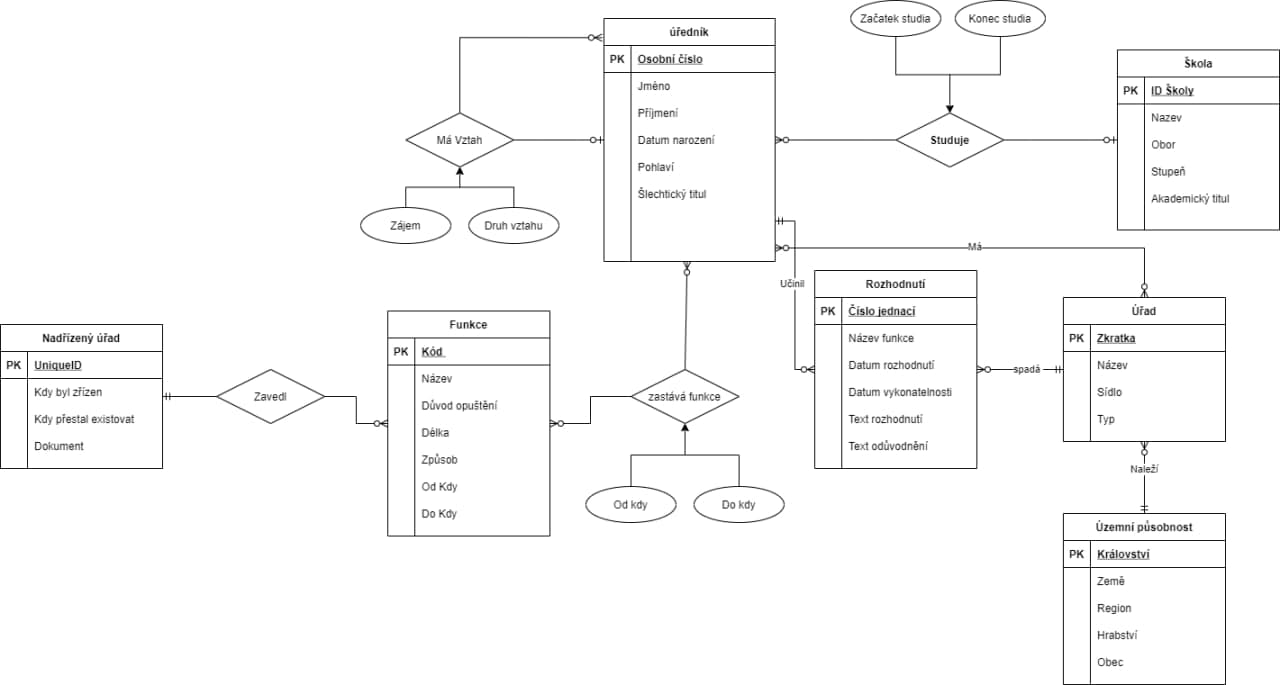 Začátek studia
Konec studia
úředník
PK Osobní číslo
Jméno
Příjmení
Datum narození
Pohlaví
Šlechtický titul
Škola
PK ID Školy
Nazev
Obor
Stupeň
Akademický titul
Má Vztah
Studuje
Zájem
Druh vztahu
Má
Učinil
Rozhodnutí
PK Číslo jednací
Název funkce
Datum rozhodnutí
Datum vykonatelnosti
Text rozhodnutí
Text odůvodnění
Úřad
PK Zkratka
Název
Sídlo
Typ
spadá
Nadřízený úřad
PK UniqueID
Kdy byl zřízen
Kdy přestal existovat
Dokument
Zavedl
Funkce
PK Kód
Název
Důvod opuštění
Délka
Způsob
Od Kdy
Do Kdy
zastává funkce
Od kdy
Do kdy
Naleží
Územní působnost
PK Království
Země
Region
Hrabství
Obec